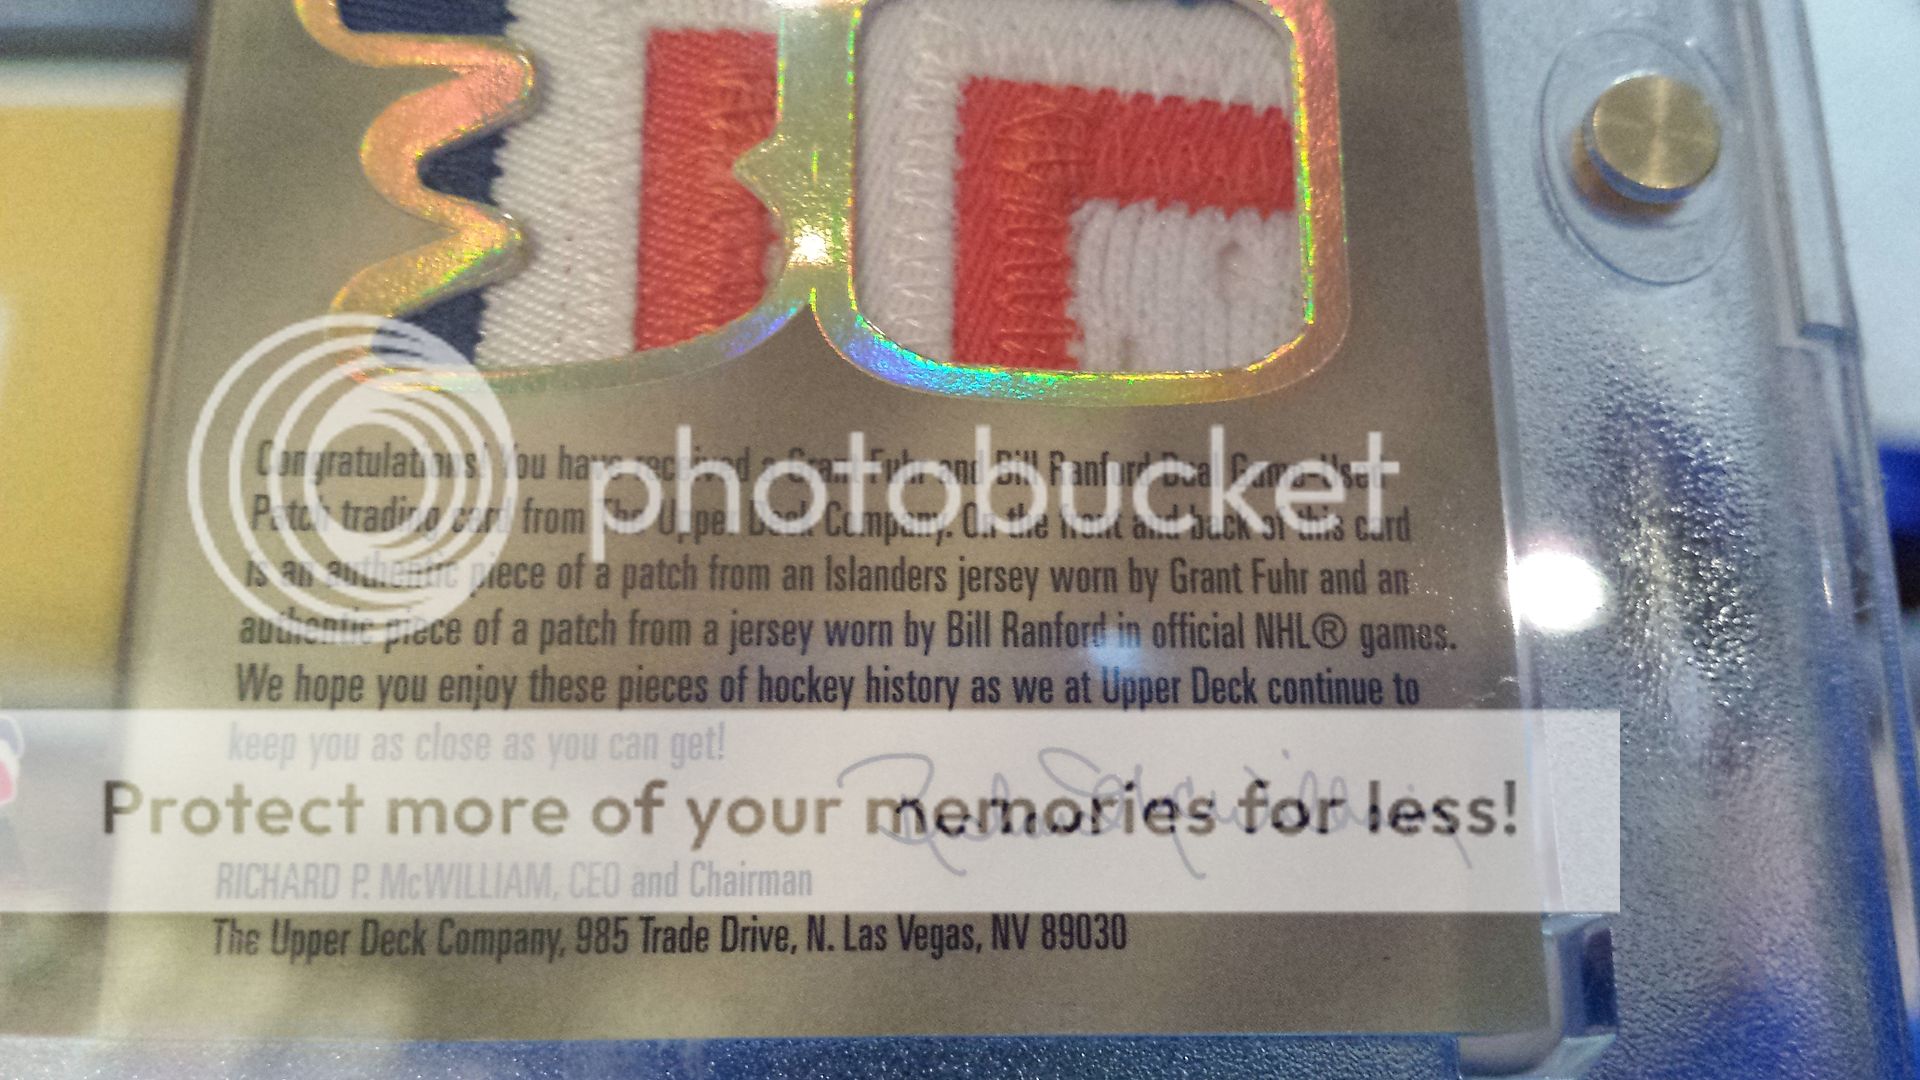 Congratulations! You have received a Grant Fuhr and Bill Ranford Dual Game-Used
photobucket
Patch trading card from The Upper Deck Company. On the front and back of this card
is an authentic piece of a patch from an Islanders jersey worn by Grant Fuhr and an
authentic piece of a patch from a jersey worn by Bill Ranford in official NHL® games.
We hope you enjoy these pieces of hockey history as we at Upper Deck continue to
keep you as close as you can get!
Protect more of your memories for less!
RICHARD P. McWILLIAM, CEO and Chairman
The Upper Deck Company, 985 Trade Drive, N. Las Vegas, NV 89030